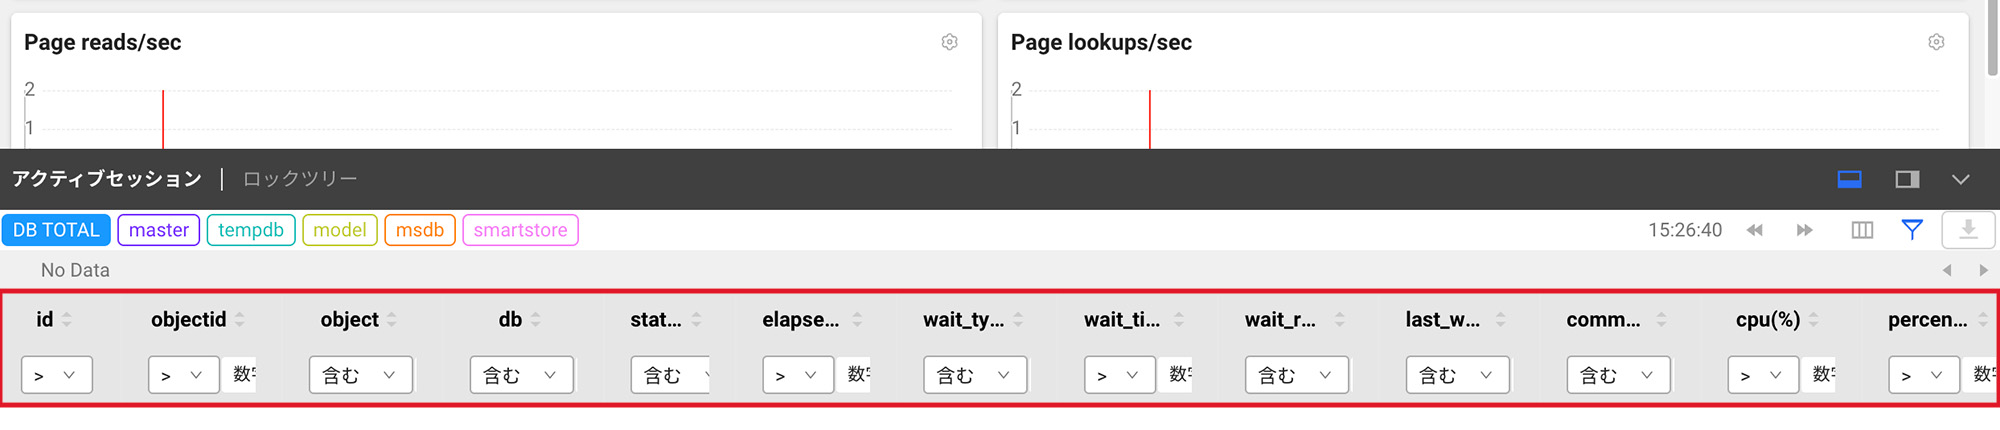 Page reads/sec
Page lookups/sec
2
1
2
1
アクティブセッション | ロックツリー
DB TOTAL master tempdb model msdb smartstore 15:26:40
No Data
id objectid object db stat... elapse... wait_ty... wait_ti... wait_r... last_w... comm... cpu(%) percen...
> > 数 含む 含む 含む > 数 含む > 数 含む 含む 含む > 数 > 数